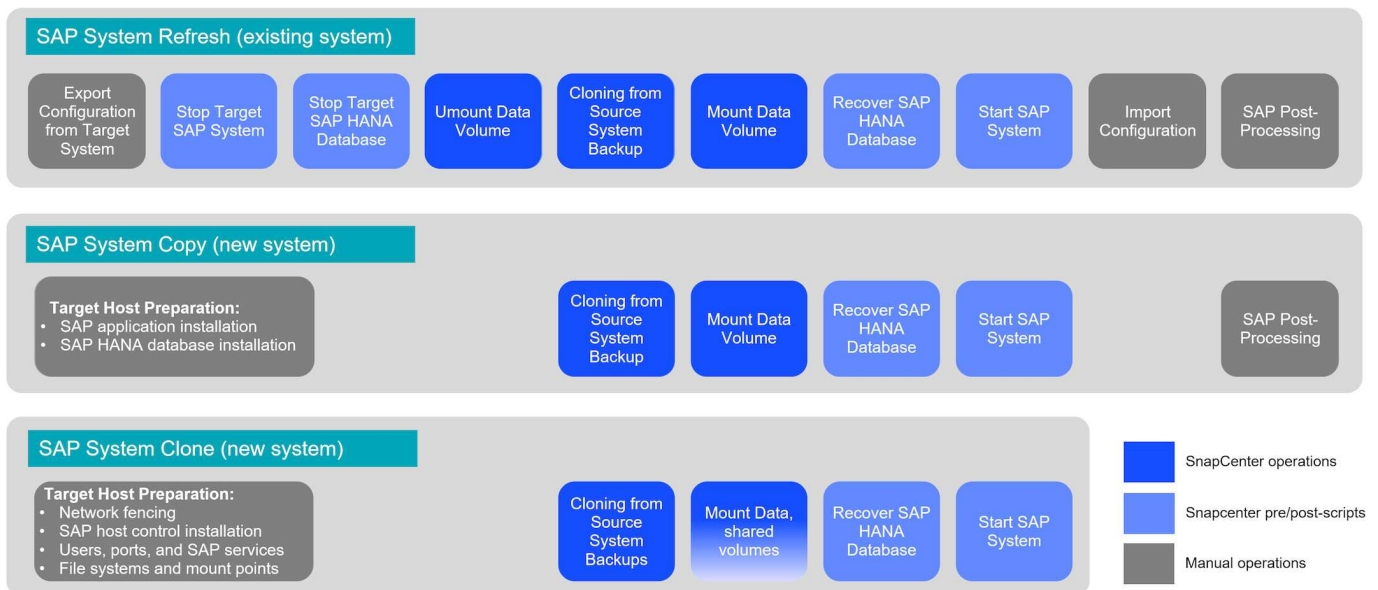 SAP System Refresh (existing system)
Export
Configuration
from Target
System
Stop Target
SAP System
Stop Target
SAP HANA
Database
Umount Data
Volume
Cloning from
Source
System
Backup
Mount Data
Volume
Recover SAP
HANA
Database
Start SAP
System
Import
Configuration
SAP Post-
Processing
SAP System Copy (new system)
Target Host Preparation:
• SAP application installation
• SAP HANA database installation
Cloning from
Source
System
Backup
Mount Data
Volume
Recover SAP
HANA
Database
Start SAP
System
SAP Post-
Processing
SAP System Clone (new system)
Target Host Preparation:
• Network fencing
• SAP host control installation
• Users, ports, and SAP services
• File systems and mount points
Cloning from
Source
System
Backups
Mount Data,
shared
volumes
Recover SAP
HANA
Database
Start SAP
System
SnapCenter operations
Snapcenter pre/post-scripts
Manual operations